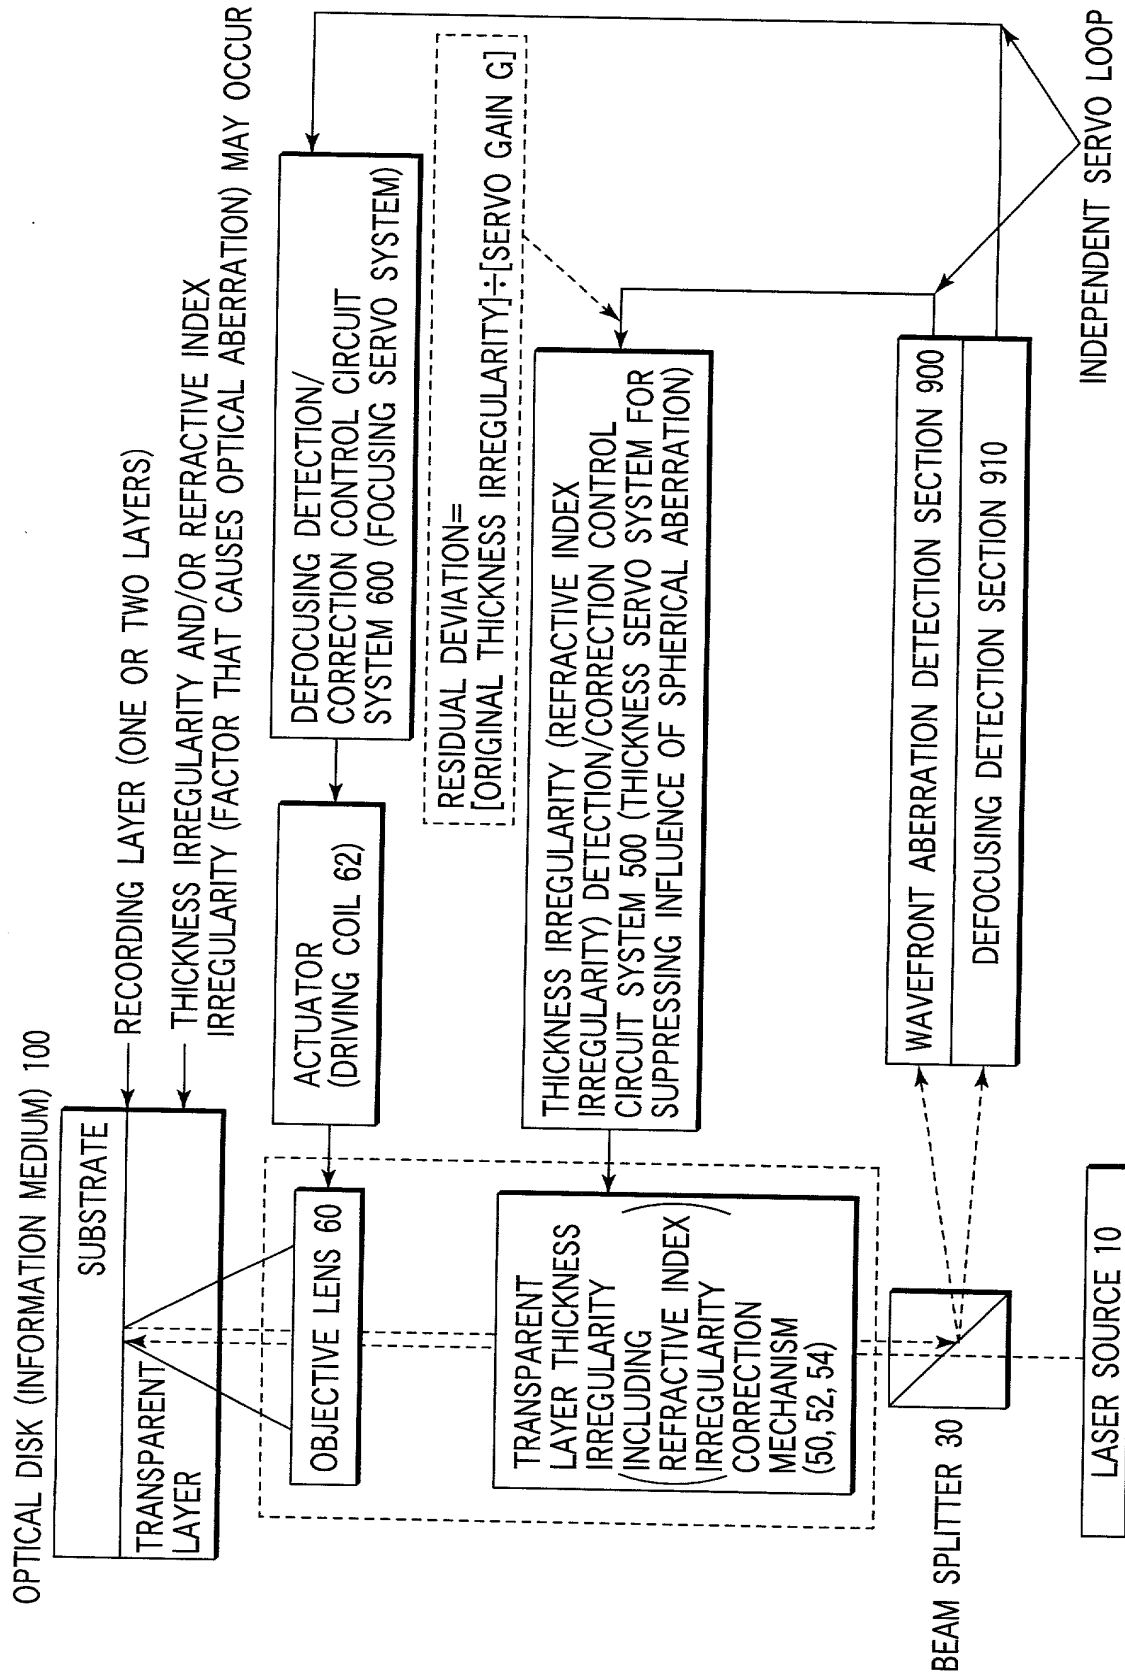 OPTICAL DISK (INFORMATION MEDIUM) 100
SUBSTRATE
TRANSPARENT
LAYER
RECORDING LAYER (ONE OR TWO LAYERS)
THICKNESS IRREGULARITY AND/OR REFRACTIVE INDEX
IRREGULARITY (FACTOR THAT CAUSES OPTICAL ABERRATION) MAY OCCUR
OBJECTIVE LENS 60
ACTUATOR
(DRIVING COIL 62)
DEFOCUSING DETECTION/
CORRECTION CONTROL CIRCUIT
SYSTEM 600 (FOCUSING SERVO SYSTEM)
RESIDUAL DEVIATION=
[ORIGINAL THICKNESS IRREGULARITY]÷[SERVO GAIN G]
TRANSPARENT
LAYER THICKNESS
IRREGULARITY
(INCLUDING
REFRACTIVE INDEX
IRREGULARITY)
CORRECTION
MECHANISM
(50, 52, 54)
THICKNESS IRREGULARITY (REFRACTIVE INDEX
IRREGULARITY) DETECTION/CORRECTION CONTROL
CIRCUIT SYSTEM 500 (THICKNESS SERVO SYSTEM FOR
SUPPRESSING INFLUENCE OF SPHERICAL ABERRATION)
BEAM SPLITTER 30
WAVEFRONT ABERRATION DETECTION SECTION 900
DEFOCUSING DETECTION SECTION 910
LASER SOURCE 10
INDEPENDENT SERVO LOOP